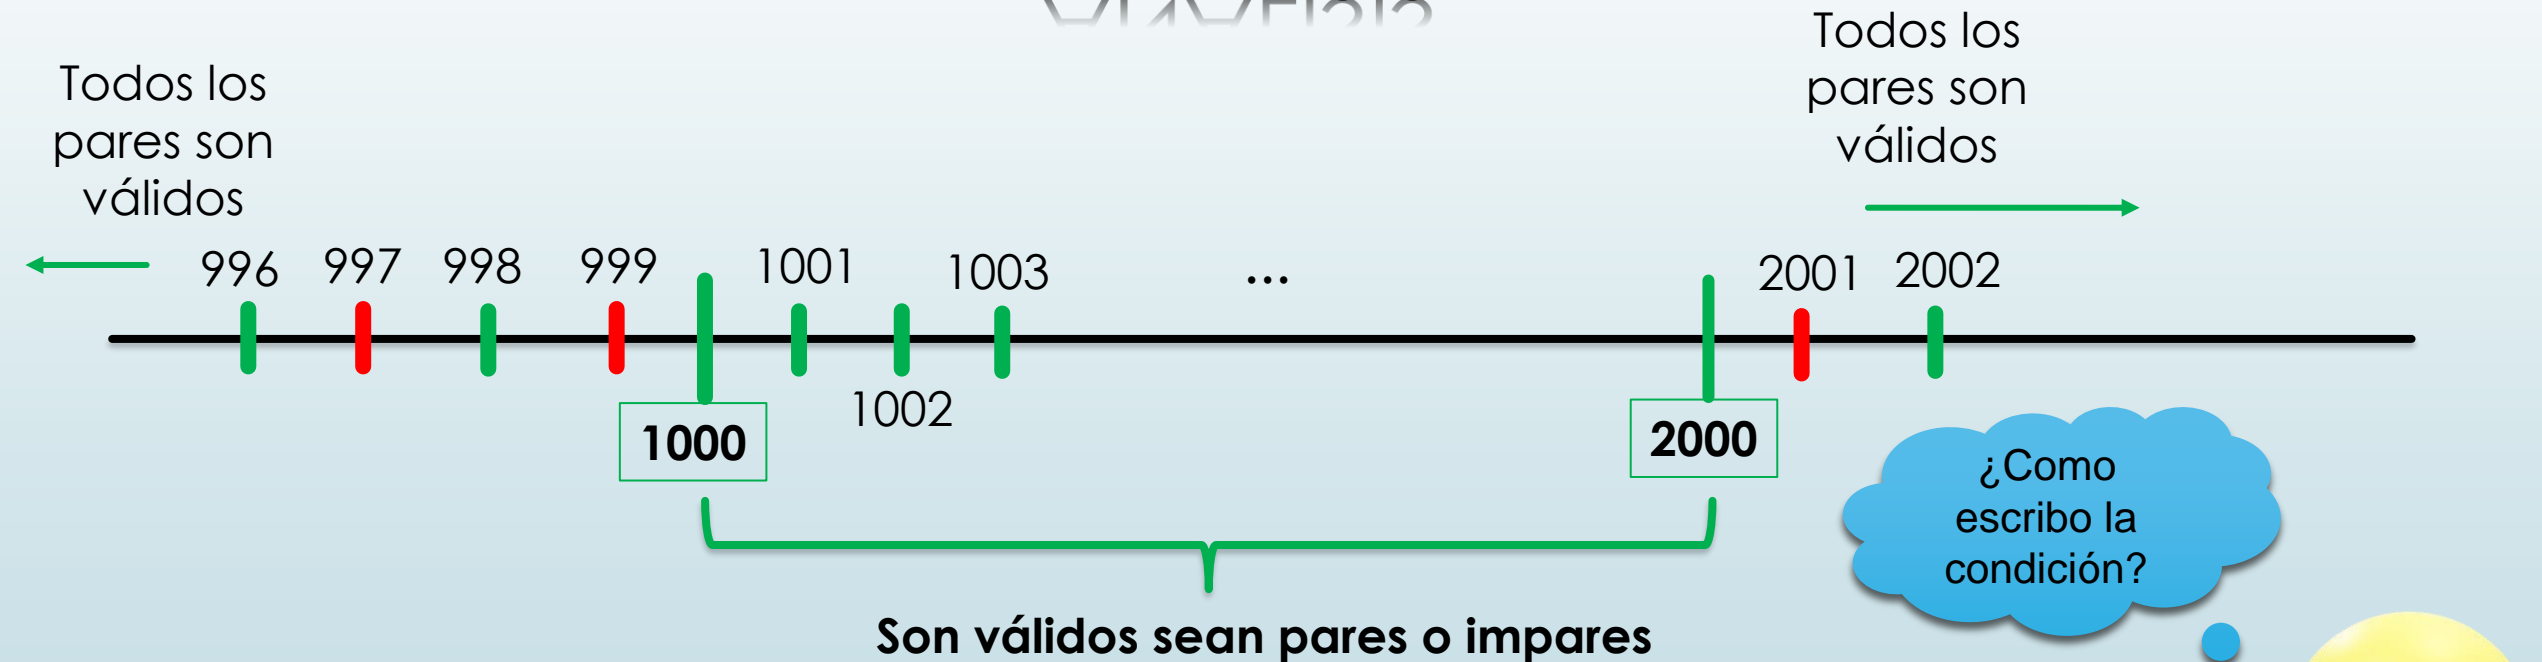 Todos los
pares son
válidos
Todos los
pares son
válidos
996 997 998 999 1001 1003 ... 2001 2002
1002
1000
2000
¿Como
escribo la
condición?
Son válidos sean pares o impares